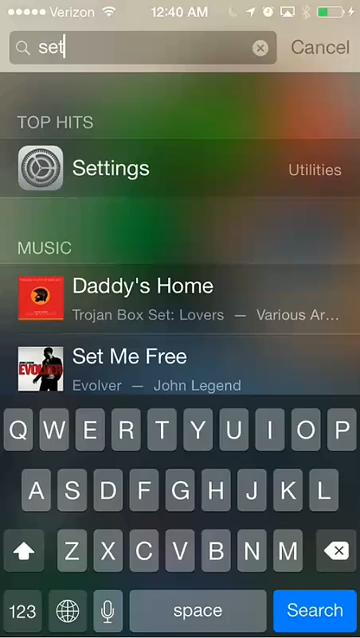 Verizon 12:40 AM
set Cancel
TOP HITS
Settings Utilities
MUSIC
Daddy's Home
Trojan Box Set: Lovers — Various Ar...
EVOLVER
Set Me Free
Evolver — John Legend
Q W E R T Y U I O P
A S D F G H J K L
Z X C V B N M
123 space Search